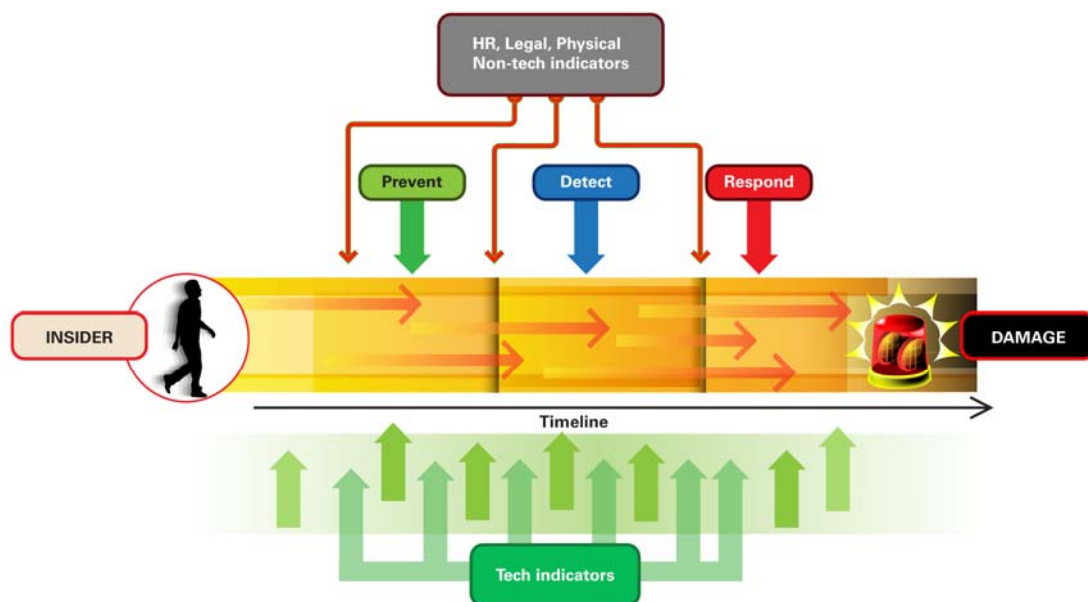 HR, Legal, Physical
Non-tech indicators
Prevent
Detect
Respond
INSIDER
DAMAGE
Timeline
Tech indicators